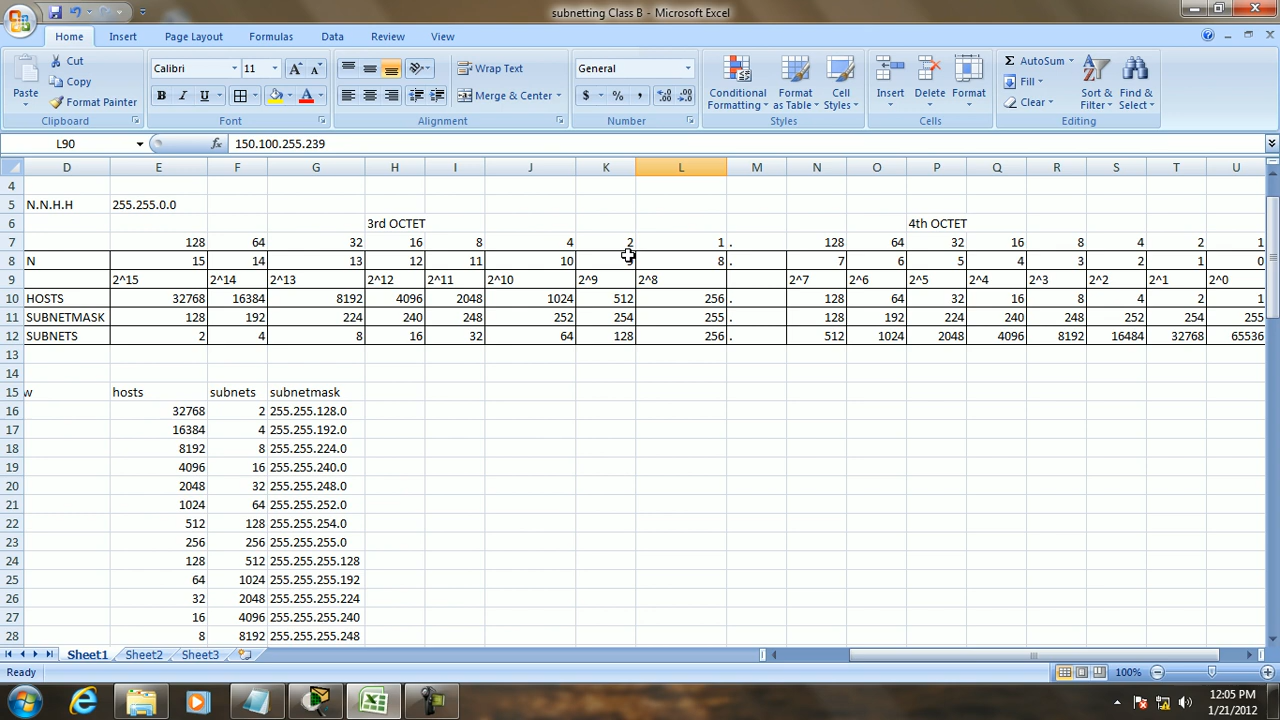 subnetting Class B - Microsoft Excel
Home Insert Page Layout Formulas Data Review View
Paste Cut Copy Format Painter Clipboard
Calibri 11 B I U A A A Font
Wrap Text Merge & Center Alignment
General $ % , Number
Conditional Formatting Format as Table Cell Styles Styles
Insert Delete Format Cells
Σ AutoSum Fill Clear Sort & Filter Find & Select Editing
L90 fx 150.100.255.239
D E F G H I J K L M N O P Q R S T U
4
5 N.N.H.H 255.255.0.0
6 3rd OCTET 4th OCTET
7 128 64 32 16 8 4 2 1 . 128 64 32 16 8 4 2 1
8 N 15 14 13 12 11 10 9 8 . 7 6 5 4 3 2 1 0
9 2^15 2^14 2^13 2^12 2^11 2^10 2^9 2^8 2^7 2^6 2^5 2^4 2^3 2^2 2^1 2^0
10 HOSTS 32768 16384 8192 4096 2048 1024 512 256 . 128 64 32 16 8 4 2 1
11 SUBNETMASK 128 192 224 240 248 252 254 255 . 128 192 224 240 248 252 254 255
12 SUBNETS 2 4 8 16 32 64 128 256 . 512 1024 2048 4096 8192 16484 32768 65536
13
14
15 w hosts subnets subnetmask
16 32768 2 255.255.128.0
17 16384 4 255.255.192.0
18 8192 8 255.255.224.0
19 4096 16 255.255.240.0
20 2048 32 255.255.248.0
21 1024 64 255.255.252.0
22 512 128 255.255.254.0
23 256 256 255.255.255.0
24 128 512 255.255.255.128
25 64 1024 255.255.255.192
26 32 2048 255.255.255.224
27 16 4096 255.255.255.240
28 8 8192 255.255.255.248
Sheet1 Sheet2 Sheet3
Ready 100%
12:05 PM
1/21/2012